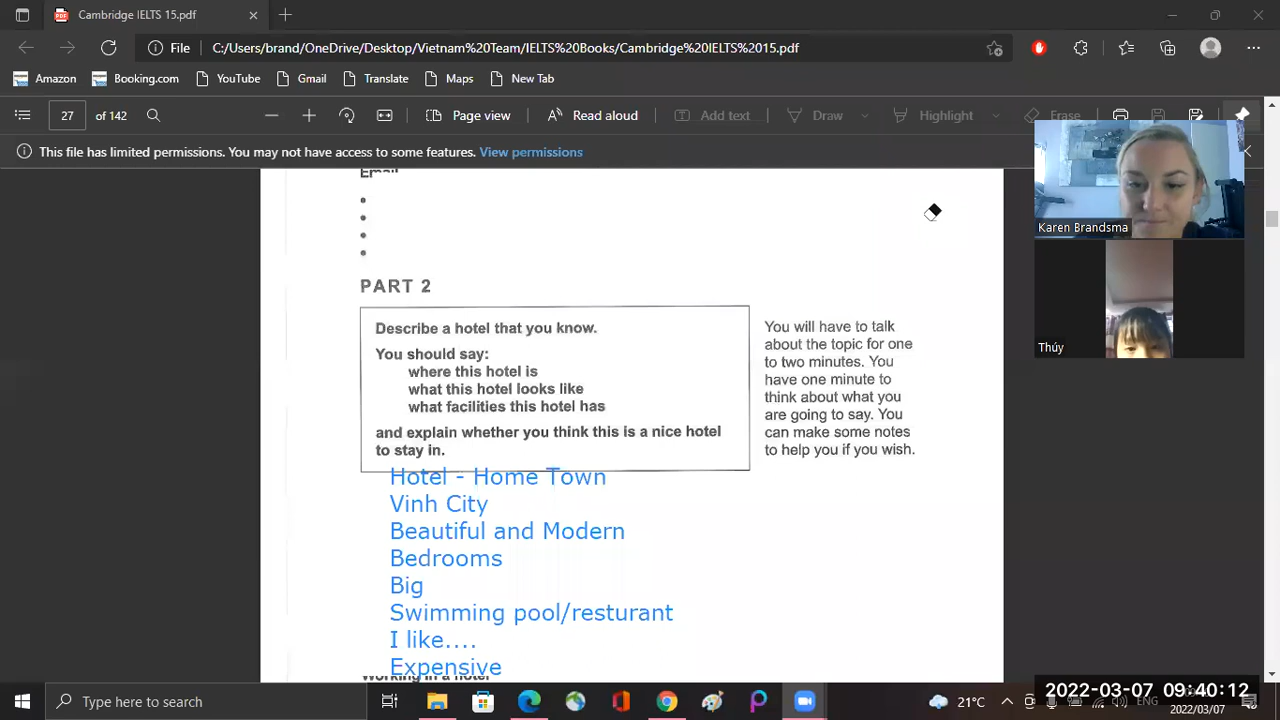 Cambridge IELTS 15.pdf
File C:/Users/brand/OneDrive/Desktop/Vietnam%20Team/IELTS%20Books/Cambridge%20IELTS%2015.pdf
Amazon Booking.com YouTube Gmail Translate Maps New Tab
27 of 142 Page view Read aloud Add text Draw Highlight Erase
This file has limited permissions. You may not have access to some features. View permissions
Email
PART 2
Describe a hotel that you know.
You should say:
where this hotel is
what this hotel looks like
what facilities this hotel has
and explain whether you think this is a nice hotel
to stay in.
You will have to talk
about the topic for one
to two minutes. You
have one minute to
think about what you
are going to say. You
can make some notes
to help you if you wish.
Hotel - Home Town
Vinh City
Beautiful and Modern
Bedrooms
Big
Swimming pool/resturant
I like....
Expensive
Working in a hotel
Karen Brandsma
Thúy
Type here to search
21°C
ENG
2022-03-07 09:40:12
2022/03/07